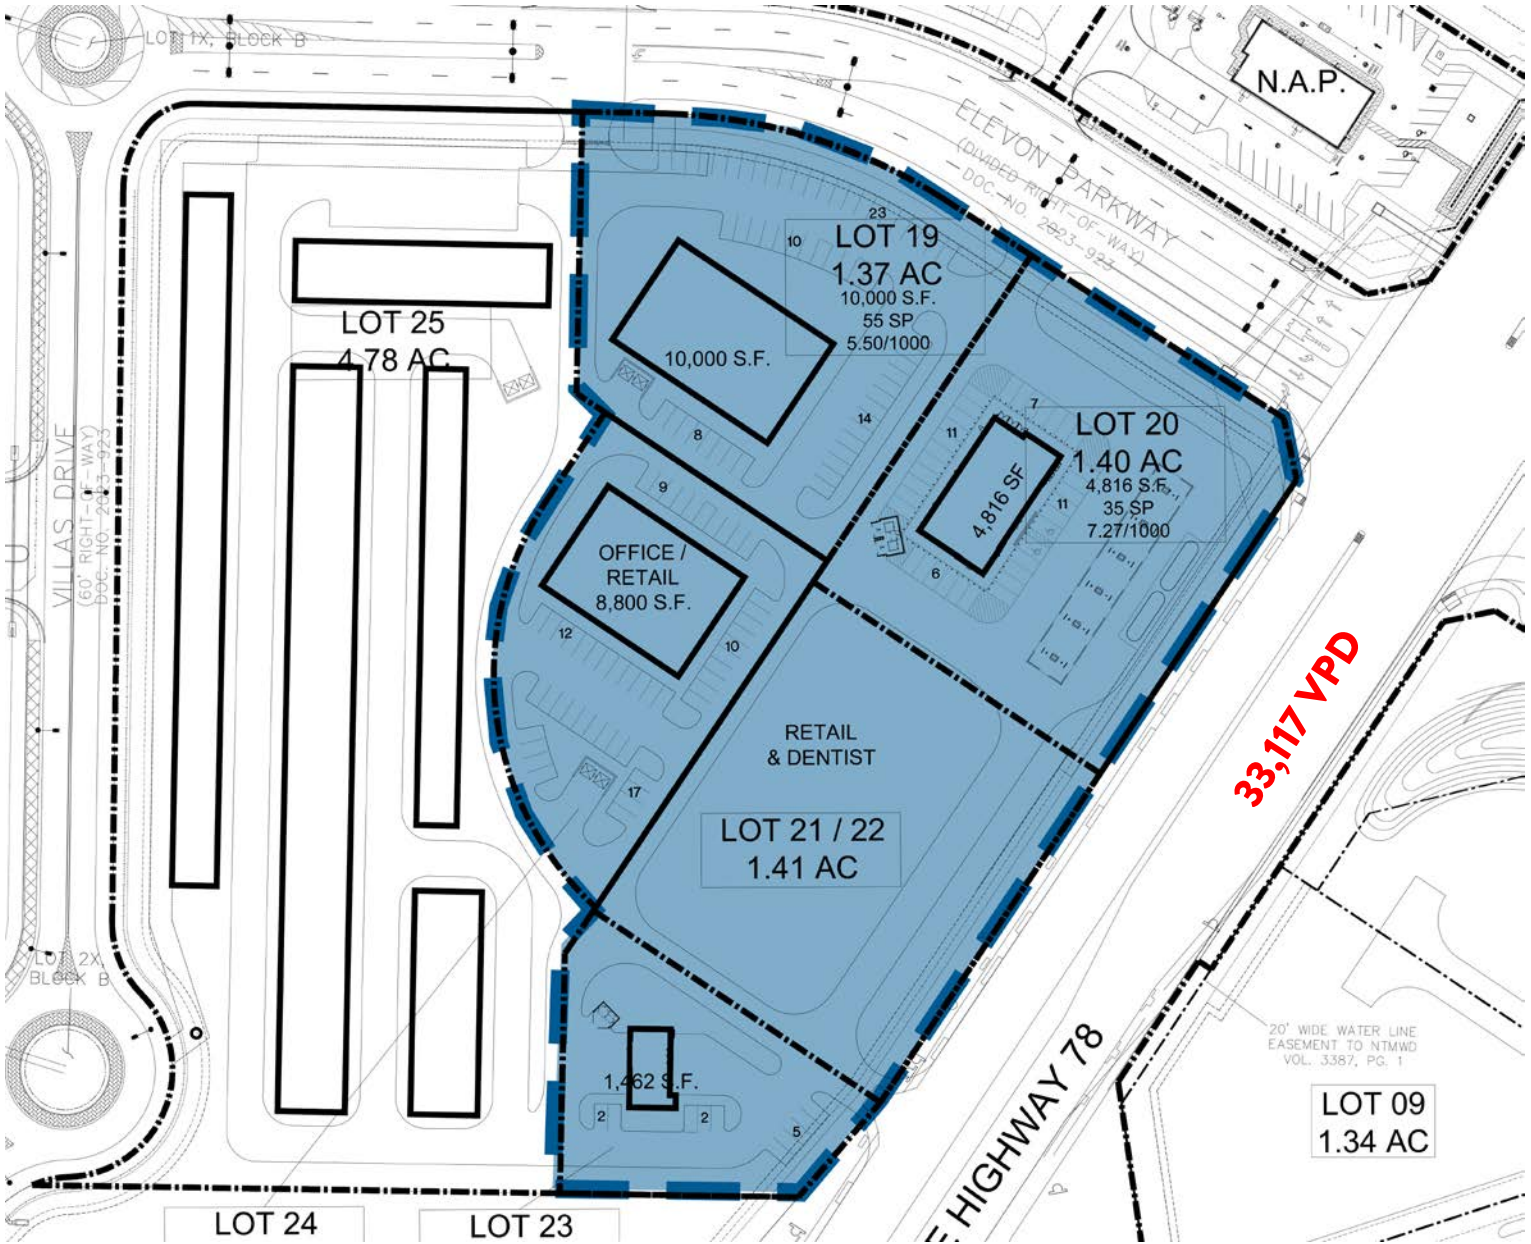 LOT 1X, BLOCK B
N.A.P.
ELEVON PARKWAY
(DIVIDED RIGHT-OF-WAY)
DOC. NO. 2023-923
23
10
LOT 19
1.37 AC
10,000 S.F.
55 SP
5.50/1000
LOT 25
4.78 AC
10,000 S.F.
8
14
7
11
LOT 20
1.40 AC
4,816 S.F.
35 SP
7.27/1000
4,816 SF
11
6
VILLAS DRIVE
(60' RIGHT-OF-WAY)
DOC. NO. 2023-923
9
OFFICE /
RETAIL
8,800 S.F.
12
10
17
RETAIL
& DENTIST
33,117 VPD
LOT 21 / 22
1.41 AC
LOT 2X,
BLOCK B
1,462 S.F.
2
2
5
HIGHWAY 78
20' WIDE WATER LINE
EASEMENT TO NTMWD
VOL. 3387, PG. 1
LOT 09
1.34 AC
LOT 24
LOT 23